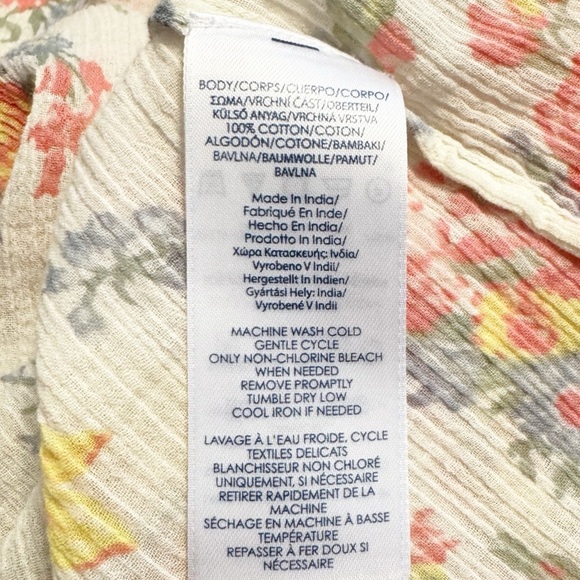 BODY/CORPS/CUERPO/CORPO/
ΣΩΜΑ/VRCHNÍ ČÁST/OBERTEIL/
KÜLSŐ ANYAG/VRCHNÁ VRSTVA
100% COTTON/COTON/
ALGODÓN/COTONE/BAMBAKI/
BAVLNA/BAUMWOLLE/PAMUT/
BAVLNA
Made In India/
Fabriqué En Inde/
Hecho En India/
Prodotto In India/
Χώρα Κατασκευής: Ινδία/
Vyrobeno V Indii/
Hergestellt In Indien/
Gyártási Hely: India/
Vyrobené V Indii
MACHINE WASH COLD
GENTLE CYCLE
ONLY NON-CHLORINE BLEACH
WHEN NEEDED
REMOVE PROMPTLY
TUMBLE DRY LOW
COOL IRON IF NEEDED
LAVAGE À L'EAU FROIDE, CYCLE
TEXTILES DELICATS
BLANCHISSEUR NON CHLORÉ
UNIQUEMENT, SI NÉCESSAIRE
RETIRER RAPIDEMENT DE LA
MACHINE
SÉCHAGE EN MACHINE À BASSE
TEMPÉRATURE
REPASSER À FER DOUX SI
NÉCESSAIRE